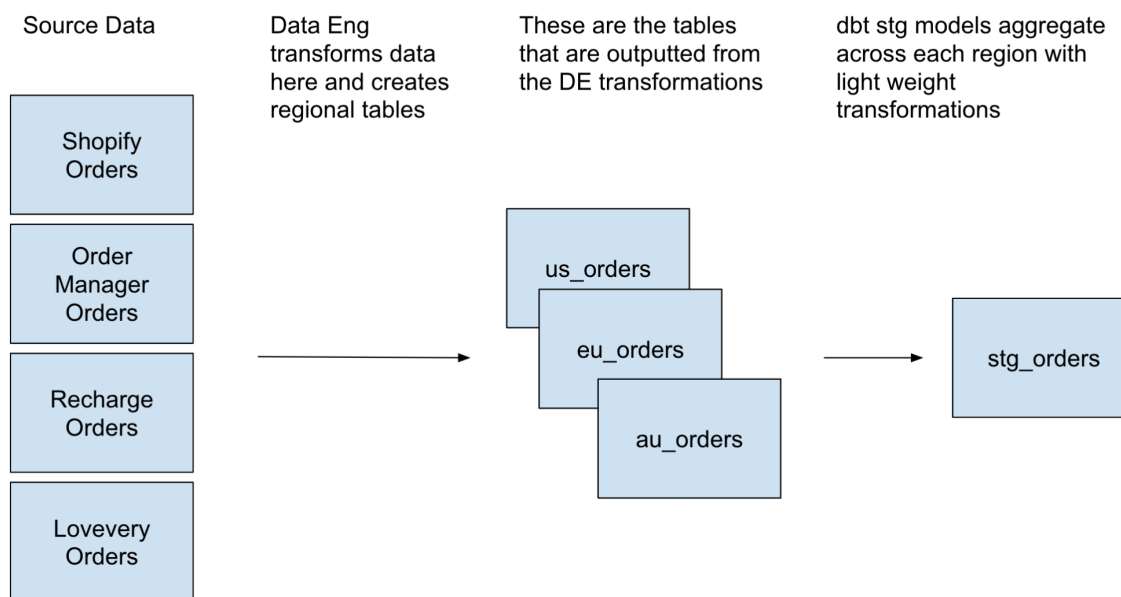 Source Data
Data Eng
transforms data
here and creates
regional tables
These are the tables
that are outputted from
the DE transformations
dbt stg models aggregate
across each region with
light weight
transformations
Shopify
Orders
Order
Manager
Orders
Recharge
Orders
Lovevery
Orders
us_orders
eu_orders
au_orders
stg_orders